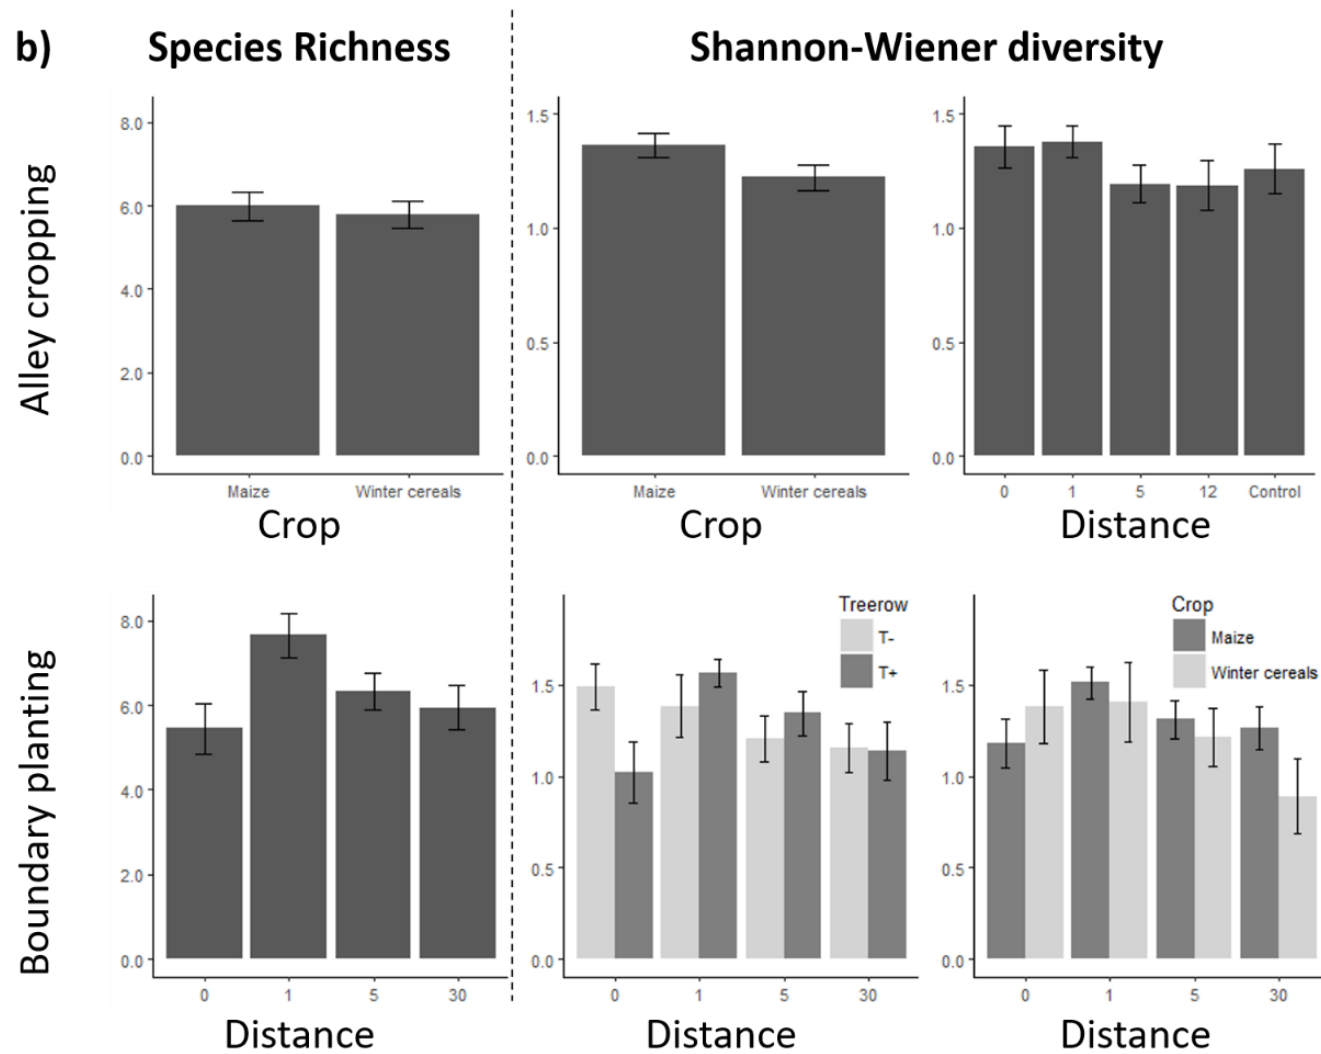 b)
Species Richness
Shannon-Wiener diversity
Alley cropping
8.0
6.0
4.0
2.0
0.0
Maize Winter cereals
Crop
1.5
1.0
0.5
0.0
Maize Winter cereals
Crop
1.5
1.0
0.5
0.0
0 1 5 12 Control
Distance
Boundary planting
8.0
6.0
4.0
2.0
0.0
0 1 5 30
Distance
Treerow
T-
T+
1.5
1.0
0.5
0.0
0 1 5 30
Distance
Crop
Maize
Winter cereals
1.5
1.0
0.5
0.0
0 1 5 30
Distance